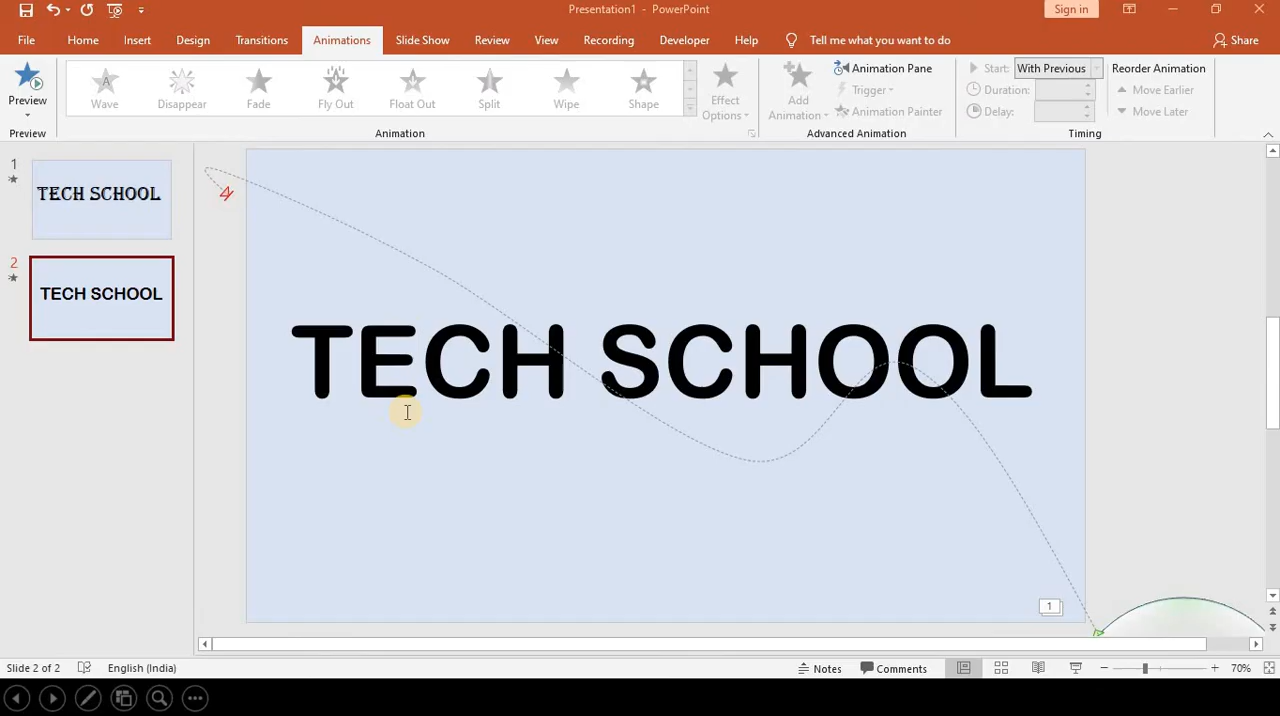 Presentation1 - PowerPoint
Sign in
File Home Insert Design Transitions Animations Slide Show Review View Recording Developer Help Tell me what you want to do Share
Preview
Wave Disappear Fade Fly Out Float Out Split Wipe Shape
Effect Options
Add Animation
Animation Pane
Trigger
Animation Painter
Start: With Previous
Duration:
Delay:
Reorder Animation
Move Earlier
Move Later
Preview Animation Advanced Animation Timing
1
TECH SCHOOL
2
TECH SCHOOL
TECH SCHOOL
1
Slide 2 of 2 English (India) Notes Comments 70%